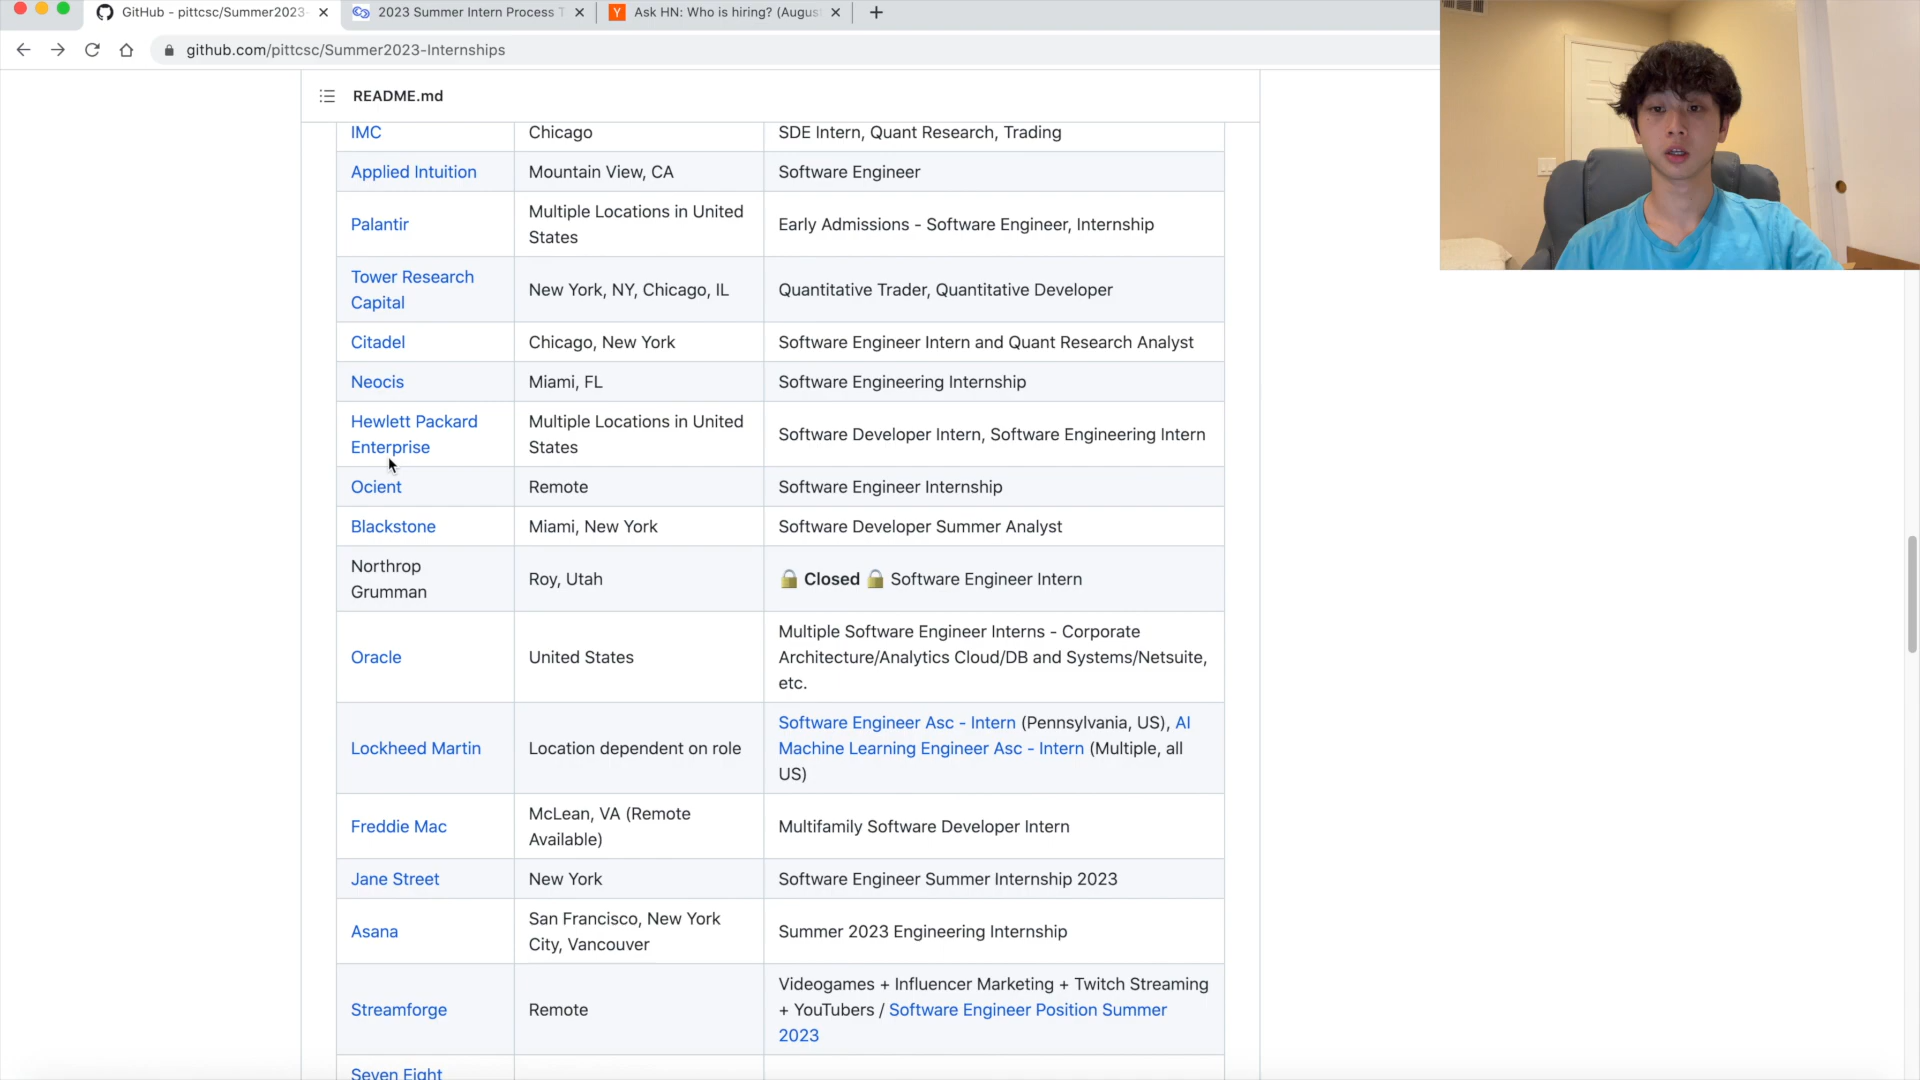 GitHub - pittcsc/Summer2023-
2023 Summer Intern Process T
Y
Ask HN: Who is hiring? (Augus
github.com/pittcsc/Summer2023-Internships
README.md
IMC
Chicago
SDE Intern, Quant Research, Trading
Applied Intuition
Mountain View, CA
Software Engineer
Palantir
Multiple Locations in United
States
Early Admissions - Software Engineer, Internship
Tower Research
Capital
New York, NY, Chicago, IL
Quantitative Trader, Quantitative Developer
Citadel
Chicago, New York
Software Engineer Intern and Quant Research Analyst
Neocis
Miami, FL
Software Engineering Internship
Hewlett Packard
Enterprise
Multiple Locations in United
States
Software Developer Intern, Software Engineering Intern
Ocient
Remote
Software Engineer Internship
Blackstone
Miami, New York
Software Developer Summer Analyst
Northrop
Grumman
Roy, Utah
🔒 Closed 🔒 Software Engineer Intern
Oracle
United States
Multiple Software Engineer Interns - Corporate
Architecture/Analytics Cloud/DB and Systems/Netsuite,
etc.
Lockheed Martin
Location dependent on role
Software Engineer Asc - Intern (Pennsylvania, US), AI
Machine Learning Engineer Asc - Intern (Multiple, all
US)
Freddie Mac
McLean, VA (Remote
Available)
Multifamily Software Developer Intern
Jane Street
New York
Software Engineer Summer Internship 2023
Asana
San Francisco, New York
City, Vancouver
Summer 2023 Engineering Internship
Streamforge
Remote
Videogames + Influencer Marketing + Twitch Streaming
+ YouTubers / Software Engineer Position Summer
2023
Seven Eight